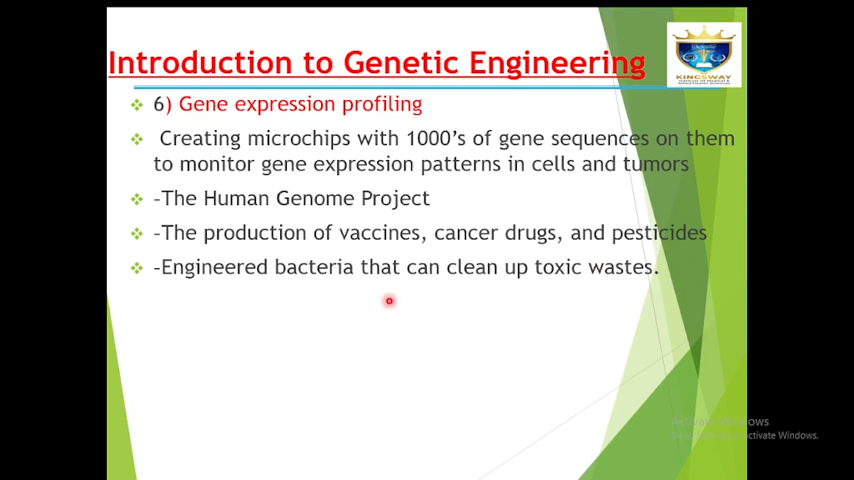 Introduction to Genetic Engineering
KINGSWAY
6) Gene expression profiling
Creating microchips with 1000’s of gene sequences on them
to monitor gene expression patterns in cells and tumors
-The Human Genome Project
-The production of vaccines, cancer drugs, and pesticides
-Engineered bacteria that can clean up toxic wastes.
Activate Windows
Activate Windows.